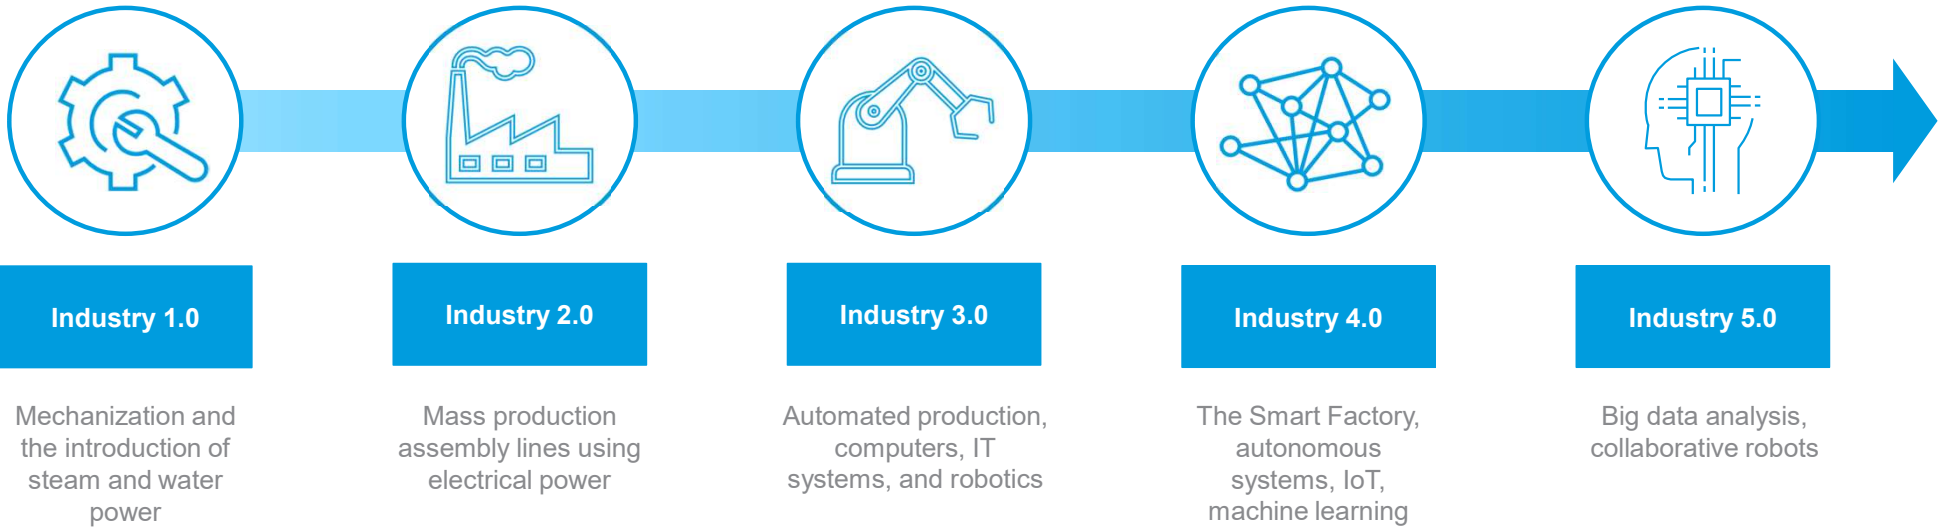 Industry 1.0
Mechanization and
the introduction of
steam and water
power
Industry 2.0
Mass production
assembly lines using
electrical power
Industry 3.0
Automated production,
computers, IT
systems, and robotics
Industry 4.0
The Smart Factory,
autonomous
systems, IoT,
machine learning
Industry 5.0
Big data analysis,
collaborative robots